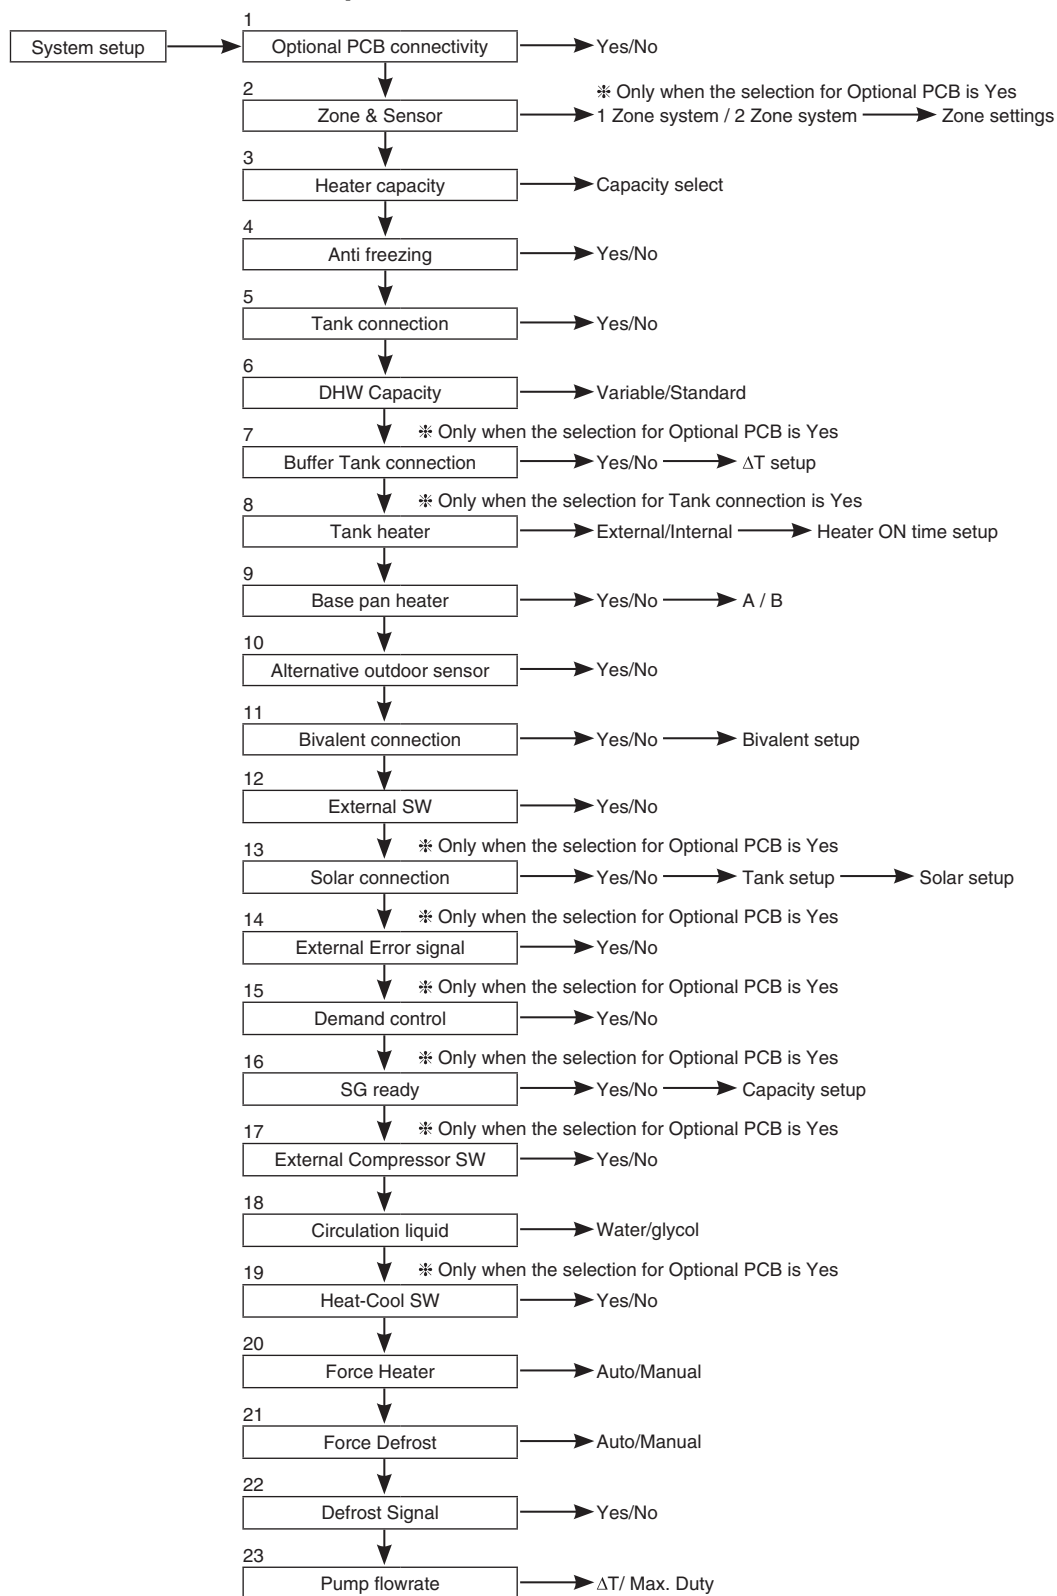 1
System setup
Optional PCB connectivity
Yes/No
2
❈ Only when the selection for Optional PCB is Yes
Zone & Sensor
1 Zone system / 2 Zone system
Zone settings
3
Heater capacity
Capacity select
4
Anti freezing
Yes/No
5
Tank connection
Yes/No
6
DHW Capacity
Variable/Standard
7
❈ Only when the selection for Optional PCB is Yes
Buffer Tank connection
Yes/No
ΔT setup
8
❈ Only when the selection for Tank connection is Yes
Tank heater
External/Internal
Heater ON time setup
9
Base pan heater
Yes/No
A / B
10
Alternative outdoor sensor
Yes/No
11
Bivalent connection
Yes/No
Bivalent setup
12
External SW
Yes/No
13
❈ Only when the selection for Optional PCB is Yes
Solar connection
Yes/No
Tank setup
Solar setup
14
❈ Only when the selection for Optional PCB is Yes
External Error signal
Yes/No
15
❈ Only when the selection for Optional PCB is Yes
Demand control
Yes/No
16
❈ Only when the selection for Optional PCB is Yes
SG ready
Yes/No
Capacity setup
17
❈ Only when the selection for Optional PCB is Yes
External Compressor SW
Yes/No
18
Circulation liquid
Water/glycol
19
❈ Only when the selection for Optional PCB is Yes
Heat-Cool SW
Yes/No
20
Force Heater
Auto/Manual
21
Force Defrost
Auto/Manual
22
Defrost Signal
Yes/No
23
Pump flowrate
ΔT/ Max. Duty